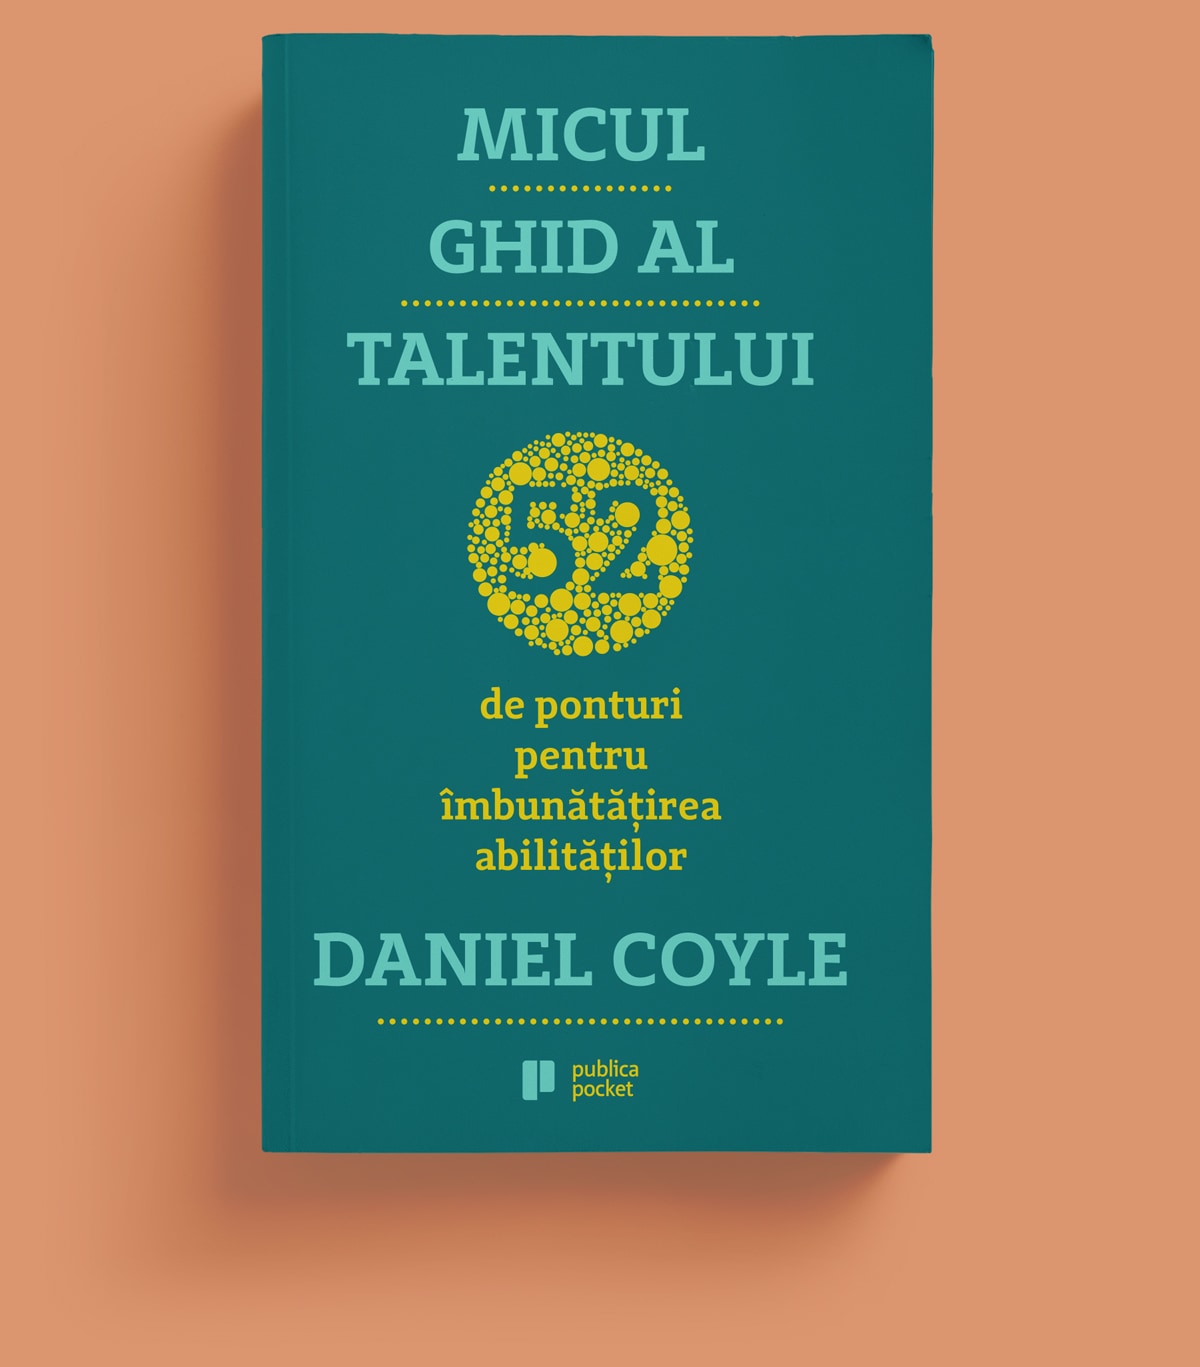 MICUL
GHID AL
TALENTULUI
52
de ponturi
pentru
îmbunătățirea
abilităților
DANIEL COYLE
publica
pocket